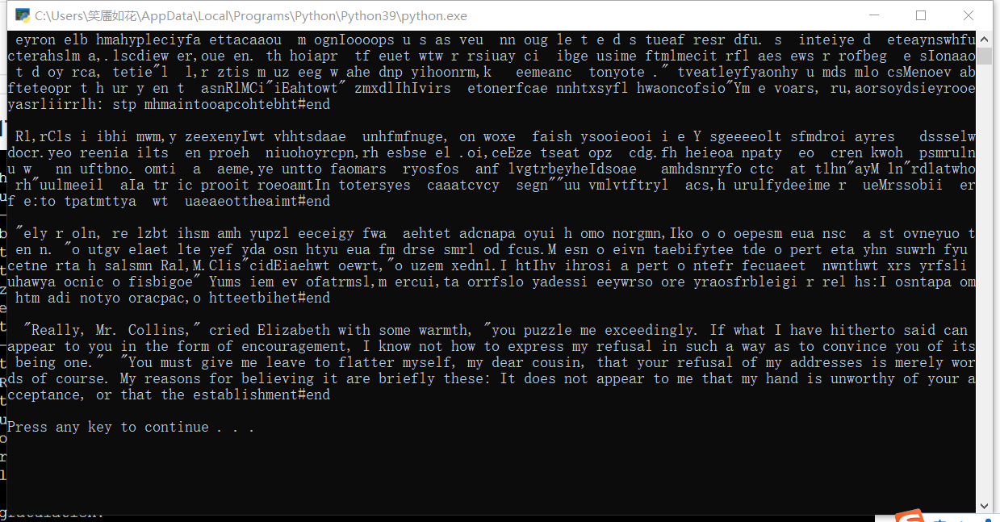 C:\Users\笑靥如花\AppData\Local\Programs\Python\Python39\python.exe
eyron elb hmahypleciyfa ettacaaou  m ognIoooops u s as veu  nn oug le t e d s tueaf resr dfu. s  inteiye d  eteaynswhfu
cterahslm a,.lscdiew er,oue en. th hoiapr  tf euet wtw r rsiuay ci  ibge usime ftmlmecit rfl aes ews r rofbeg  e sIonaao
 t d oy rca, tetie"l  l,r ztis m uz eeg w ahe dnp yihoonrm,k   eemeanc  tonyote ." tveatleyfyaonhy u mds mlo csMenoev ab
fteteopr t h ur y en t  asnRlMCi"iEahtowt" zmxdlIhIvirs  etonerfcae nnhtxsyfl hwaoncofsio"Ym e voars, ru,aorsoydsieyrooe
yasrliirrlh: stp mhmaintooapcohtebht#end
Rl,rCls i ibhi mwm,y zeexenyIwt vhhtsdaae  unhfmfnuge, on woxe  faish ysooieooi i e Y sgeeeeolt sfmdroi ayres   dssselw
docr.yeo reenia ilts  en proeh  niuohoyrcpn,rh esbse el .oi,ceEze tseat opz  cdg.fh heieoa npaty  eo  cren kwoh  psmruln
u w   nn uftbno. omti  a  aeme,ye untto faomars  ryosfos  anf lvgtrbeyheIdsoae   amhdsnryfo ctc  at tlhn"ayM ln"rdlatwho
 rh"uulmeeil  aIa tr ic prooit roeoamtIn totersyes  caaatcvcy  segn""uu vmlvtftryl  acs,h urulfydeeime r  ueMrssobii  er
f e:to tpatmttya  wt  uaeaeottheaimt#end
"ely r oln, re lzbt ihsm amh yupzl eeceigy fwa  aehtet adcnapa oyui h omo norgmn,Iko o o oepesm eua nsc  a st ovneyuo t
 en n. "o utgv elaet lte yef yda osn htyu eua fm drse smrl od fcus.M esn o eivn taebifytee tde o pert eta yhn suwrh fyu
cetne rta h salsmn Ral,M.Clis"cidEiaehwt oewrt,"o uzem xednl.I htIhv ihrosi a pert o ntefr fecuaeet  nwnthwt xrs yrfsli
uhawya ocnic o fisbigoe" Yums iem ev ofatrmsl,m ercui,ta orrfslo yadessi eeywrso ore yraosfrbleigi r rel hs:I osntapa om
 htm adi notyo oracpac,o htteetbihet#end
"Really, Mr. Collins," cried Elizabeth with some warmth, "you puzzle me exceedingly. If what I have hitherto said can
appear to you in the form of encouragement, I know not how to express my refusal in such a way as to convince you of its
 being one."  "You must give me leave to flatter myself, my dear cousin, that your refusal of my addresses is merely wor
ds of course. My reasons for believing it are briefly these: It does not appear to me that my hand is unworthy of your a
cceptance, or that the establishment#end
Press any key to continue . . .